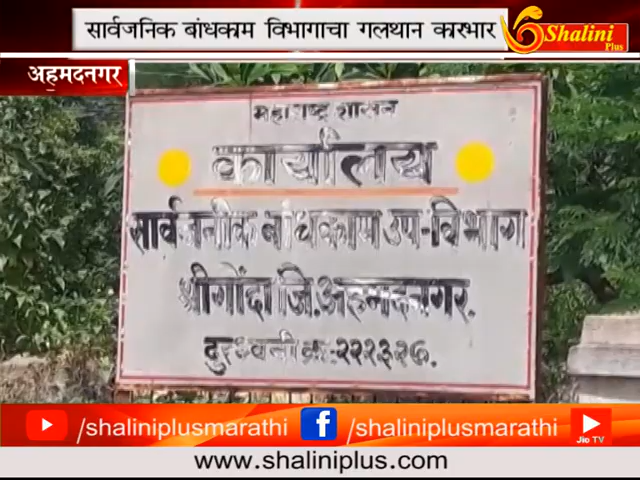 सार्वजनिक बांधकाम विभागाचा गलथान कारभार
Shalini
Plus
अहमदनगर
महाराष्ट्र शासन
कार्यालय
सार्वजनीक बांधकाम उप-विभाग
श्रीगोंदा जि.अहमदनगर.
दुरध्वनी क्र:-२२२३२७.
/shaliniplusmarathi
/shaliniplusmarathi
Jio TV
www.shaliniplus.com